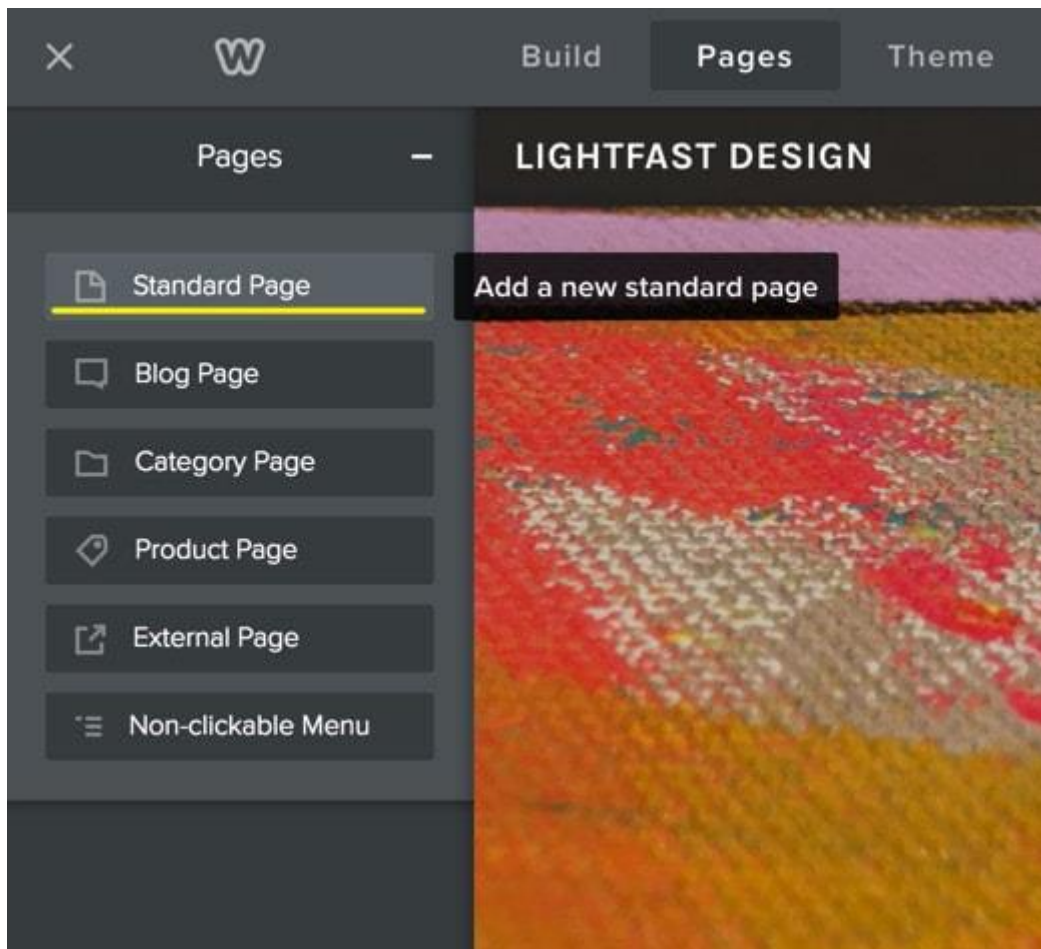 Build Pages Theme
Pages
LIGHTFAST DESIGN
Standard Page
Add a new standard page
Blog Page
Category Page
Product Page
External Page
Non-clickable Menu